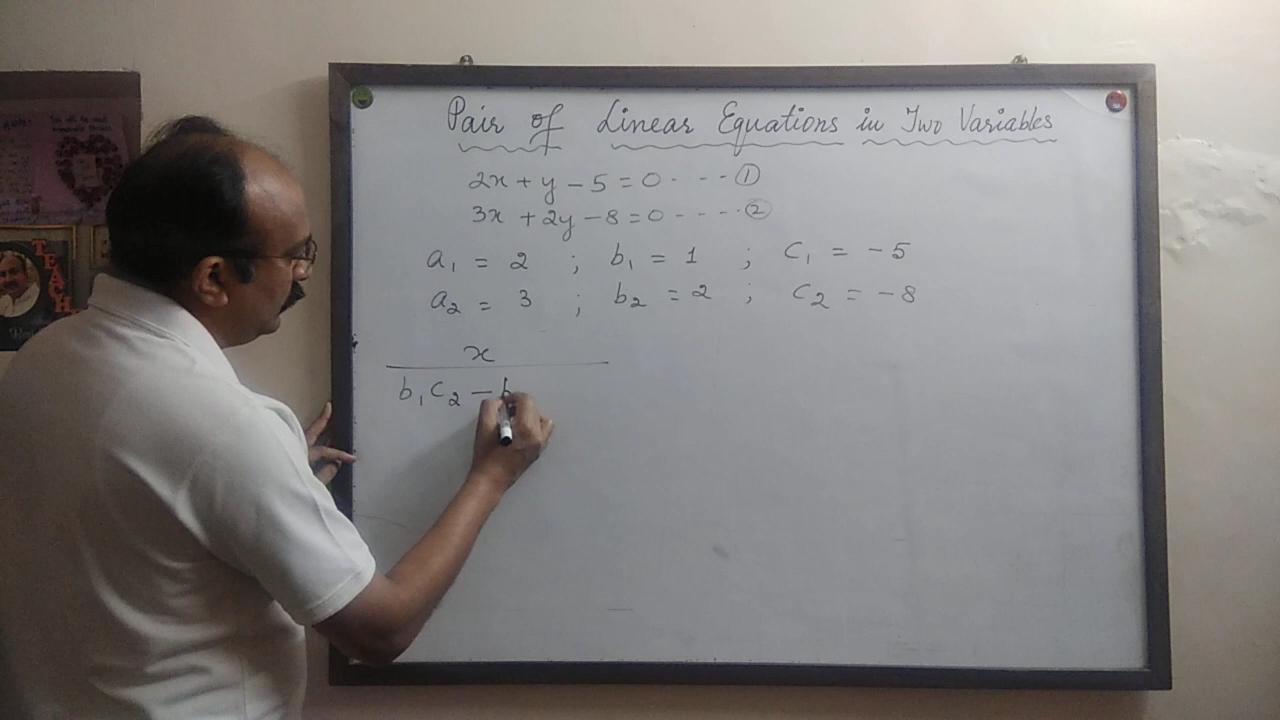 Pair of Linear Equations in Two Variables
2x + y - 5 = 0 - - - - ①
3x + 2y - 8 = 0 - - - - - ②
a₁ = 2 ; b₁ = 1 ; C₁ = -5
a₂ = 3 ; b₂ = 2 ; C₂ = -8
x
b₁C₂ - b
TEACH